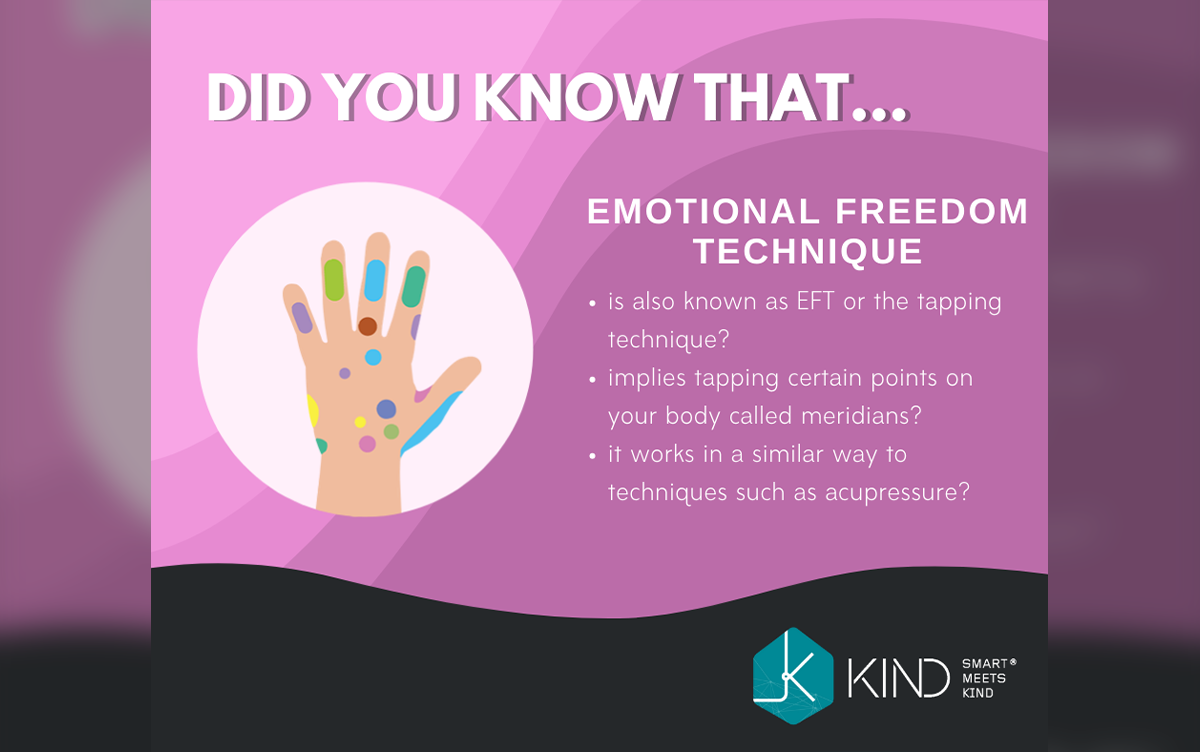 DID YOU KNOW THAT...
EMOTIONAL FREEDOM
TECHNIQUE
• is also known as EFT or the tapping
technique?
• implies tapping certain points on
your body called meridians?
• it works in a similar way to
techniques such as acupressure?
KIND
SMART®
MEETS
KIND